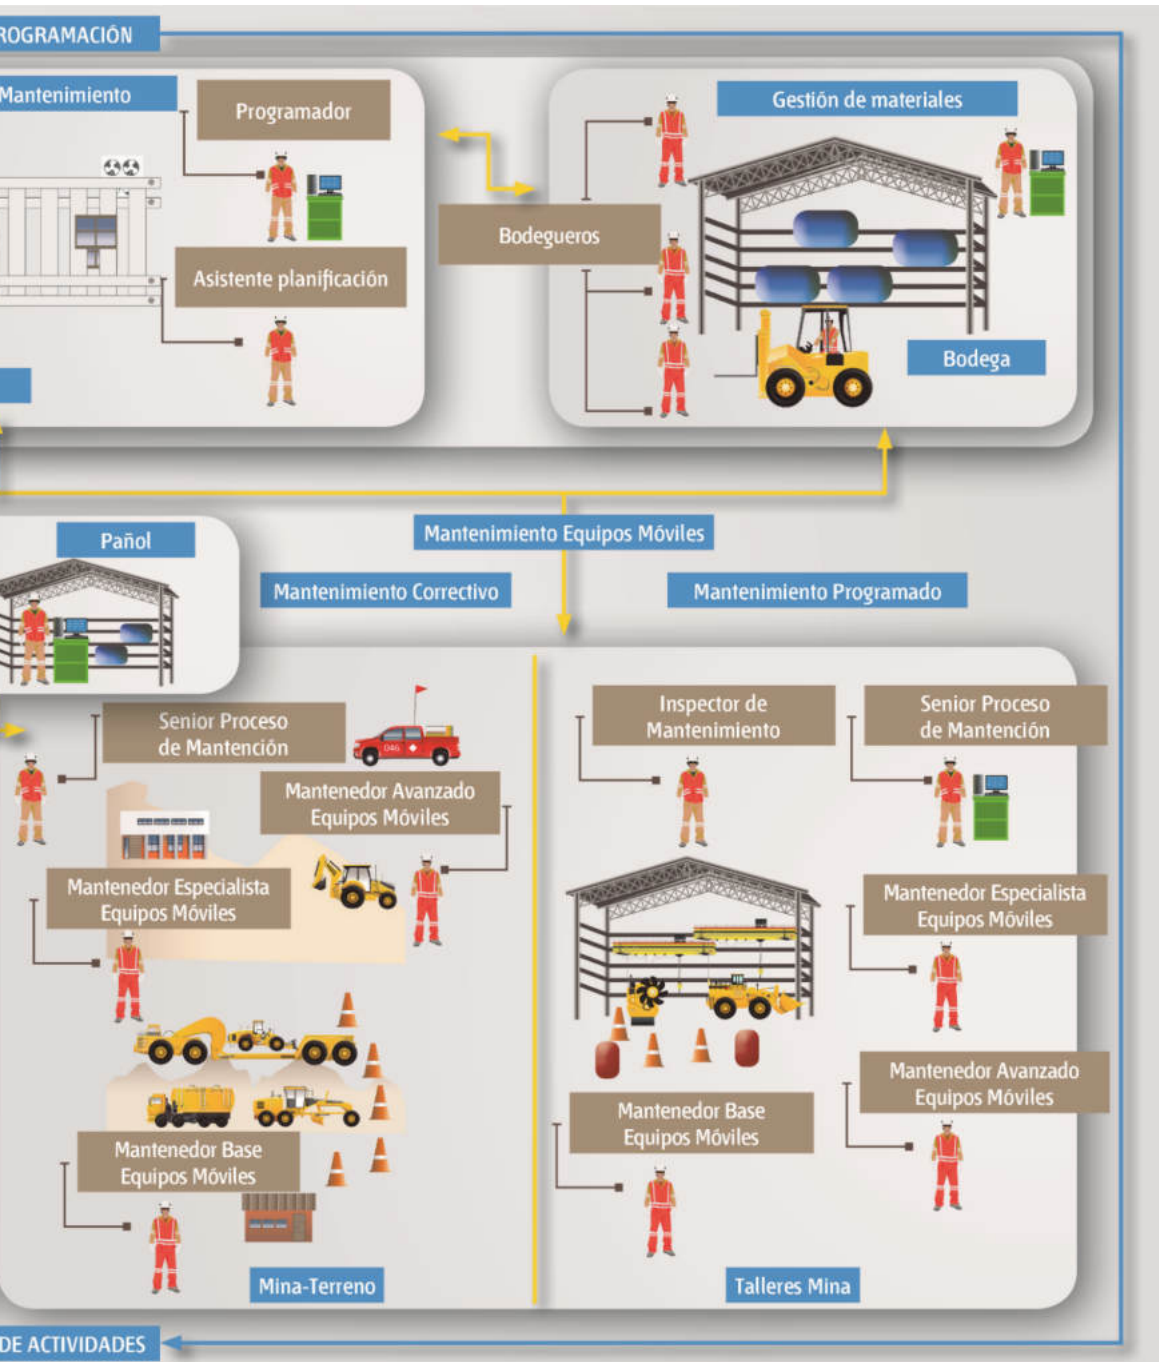 ROGRAMACIÓN
Mantenimiento
Programador
Gestión de materiales
Bodegueros
Asistente planificación
Bodega
Mantenimiento Equipos Móviles
Pañol
Mantenimiento Correctivo
Mantenimiento Programado
Senior Proceso
de Mantención
046
Inspector de
Mantenimiento
Senior Proceso
de Mantención
Mantenedor Avanzado
Equipos Móviles
Mantenedor Especialista
Equipos Móviles
Mantenedor Especialista
Equipos Móviles
Mantenedor Avanzado
Equipos Móviles
Mantenedor Base
Equipos Móviles
Mantenedor Base
Equipos Móviles
Mina-Terreno
Talleres Mina
DE ACTIVIDADES